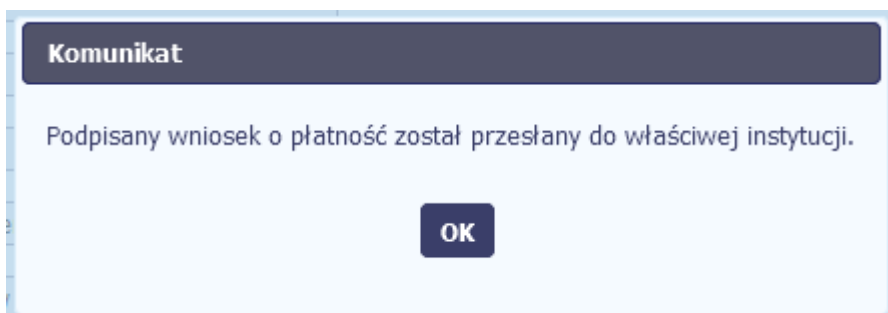 Komunikat
Podpisany wniosek o płatność został przesłany do właściwej instytucji.
OK